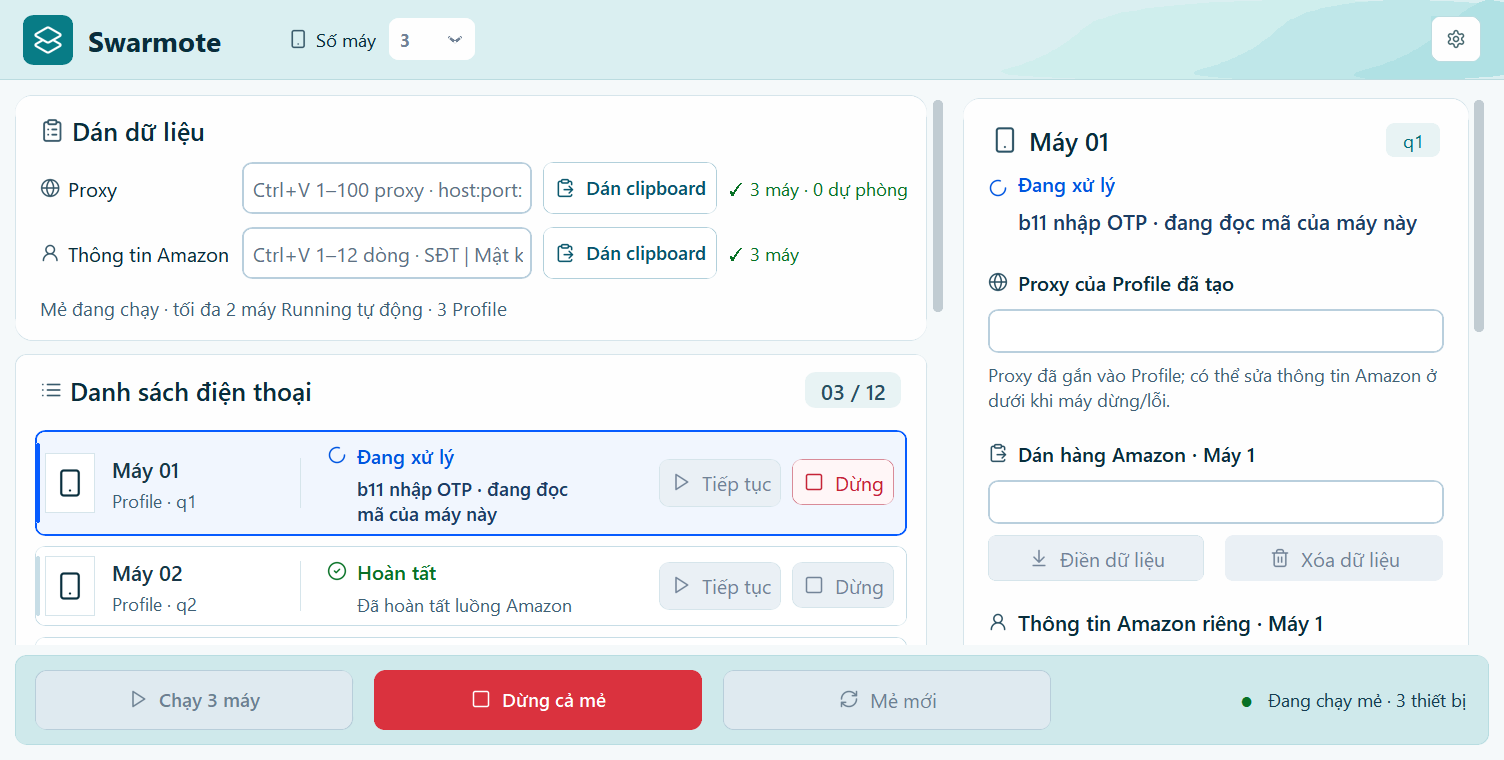 Swarmote
Số máy
3
Dán dữ liệu
Proxy
Ctrl+V 1–100 proxy · host:port:
Dán clipboard
✓ 3 máy · 0 dự phòng
Thông tin Amazon
Ctrl+V 1–12 dòng · SĐT | Mật k
Dán clipboard
✓ 3 máy
Mẻ đang chạy · tối đa 2 máy Running tự động · 3 Profile
Danh sách điện thoại
03 / 12
Máy 01
Profile · q1
Đang xử lý
b11 nhập OTP · đang đọc
mã của máy này
Tiếp tục
Dừng
Máy 02
Profile · q2
Hoàn tất
Đã hoàn tất luồng Amazon
Tiếp tục
Dừng
Máy 01
q1
Đang xử lý
b11 nhập OTP · đang đọc mã của máy này
Proxy của Profile đã tạo
Proxy đã gắn vào Profile; có thể sửa thông tin Amazon ở
dưới khi máy dừng/lỗi.
Dán hàng Amazon · Máy 1
Điền dữ liệu
Xóa dữ liệu
Thông tin Amazon riêng · Máy 1
Chạy 3 máy
Dừng cả mẻ
Mẻ mới
Đang chạy mẻ · 3 thiết bị